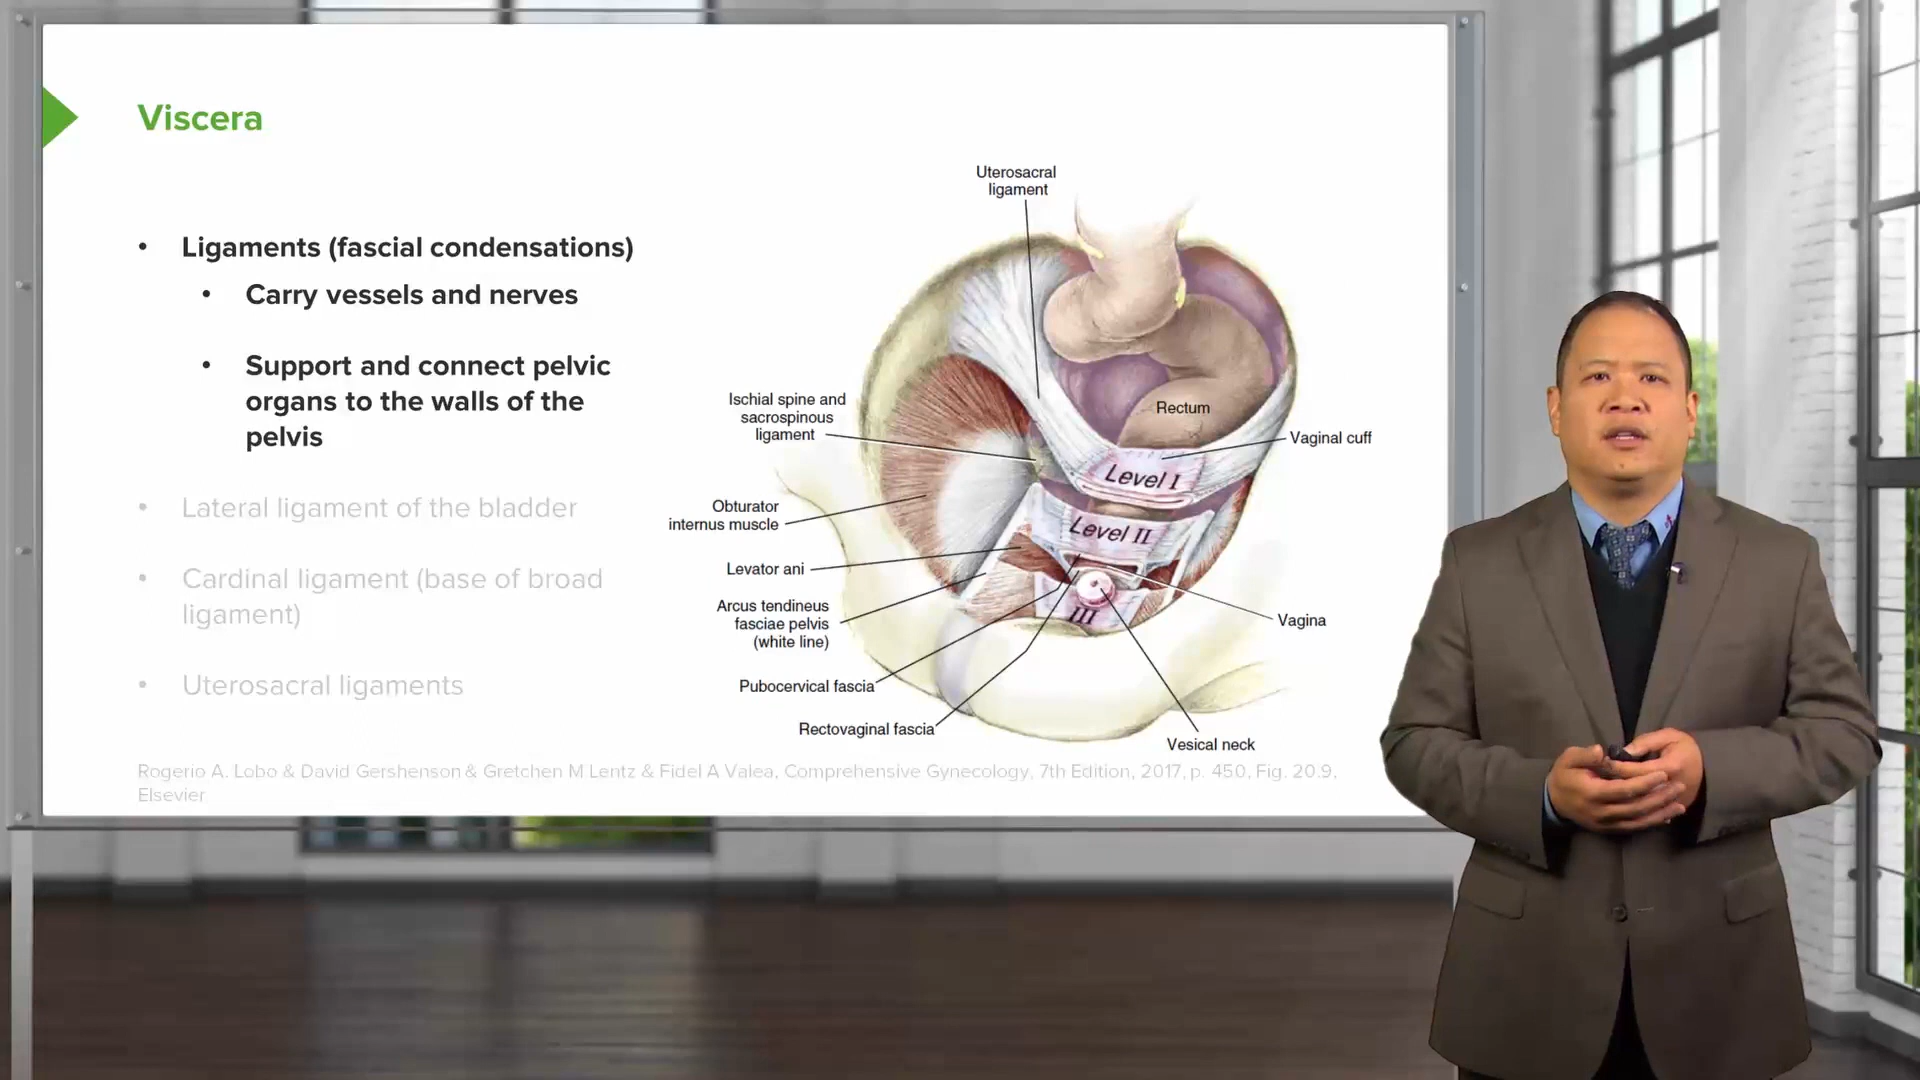 Viscera
• Ligaments (fascial condensations)
• Carry vessels and nerves
• Support and connect pelvic
organs to the walls of the
pelvis
• Lateral ligament of the bladder
• Cardinal ligament (base of broad
ligament)
• Uterosacral ligaments
Uterosacral
ligament
Ischial spine and
sacrospinous
ligament
Rectum
Vaginal cuff
Level I
Obturator
internus muscle
Level II
Levator ani
Arcus tendineus
fasciae pelvis
(white line)
III
Vagina
Pubocervical fascia
Rectovaginal fascia
Vesical neck
Rogerio A. Lobo & David Gershenson & Gretchen M Lentz & Fidel A Valea, Comprehensive Gynecology, 7th Edition, 2017, p. 450, Fig. 20.9,
Elsevier